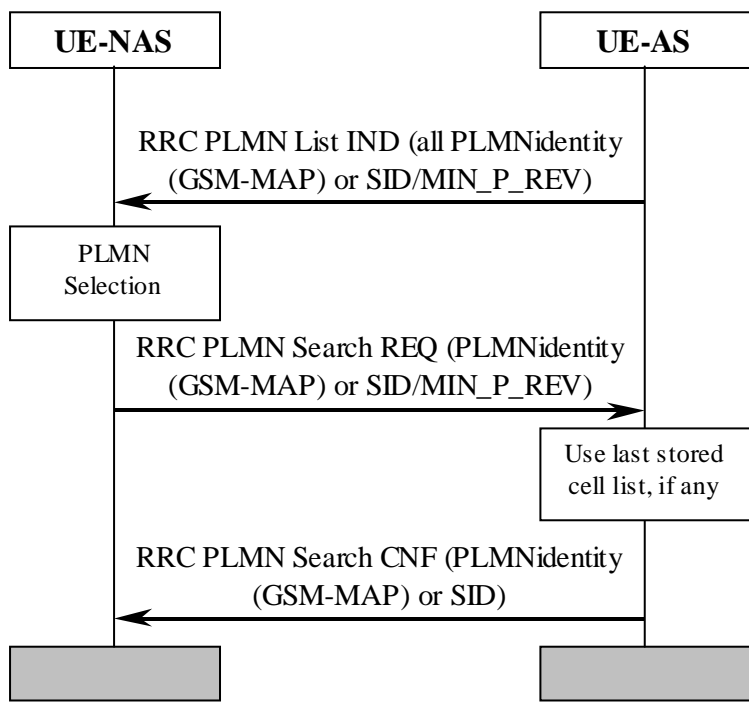 UE-NAS
UE-AS
RRC PLMN List IND (all PLMNidentity
(GSM-MAP) or SID/MIN_P_REV)
PLMN
Selection
RRC PLMN Search REQ (PLMNidentity
(GSM-MAP) or SID/MIN_P_REV)
Use last stored
cell list, if any
RRC PLMN Search CNF (PLMNidentity
(GSM-MAP) or SID)